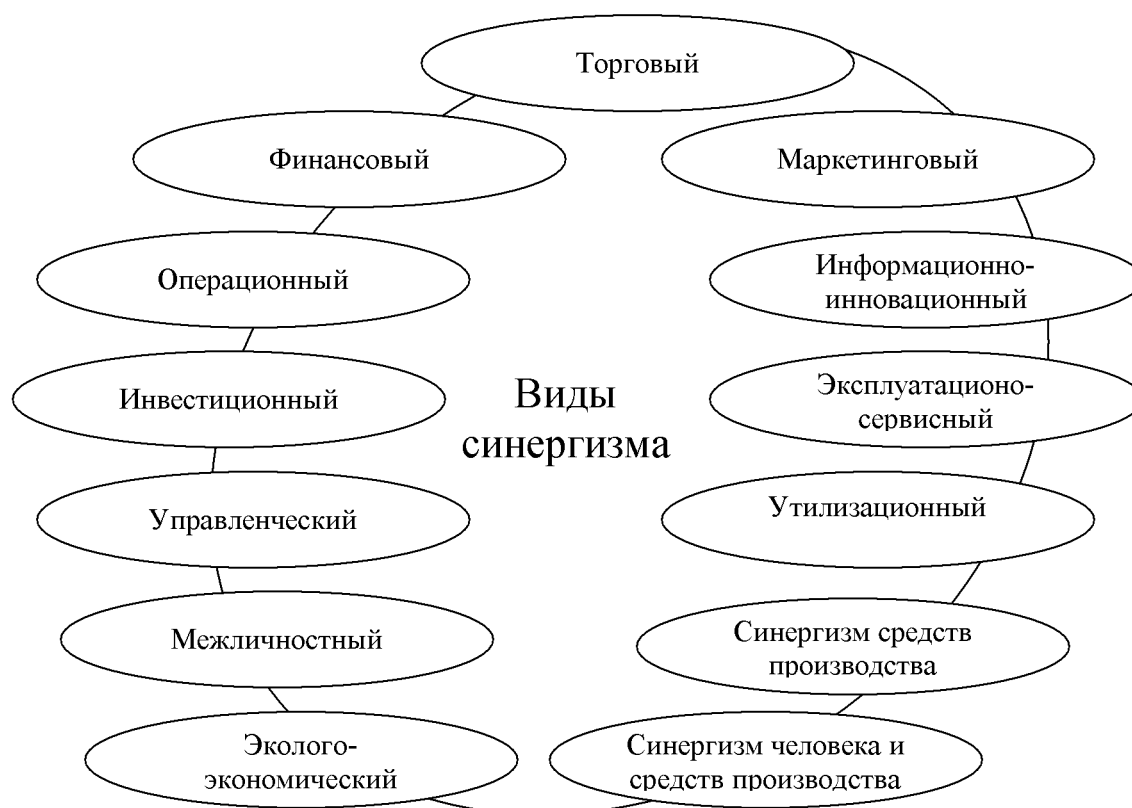 Торговый
Финансовый
Маркетинговый
Операционный
Информационно-
инновационный
Инвестиционный
Виды
синергизма
Эксплуатационо-
сервисный
Управленческий
Утилизационный
Межличностный
Синергизм средств
производства
Эколого-
экономический
Синергизм человека и
средств производства